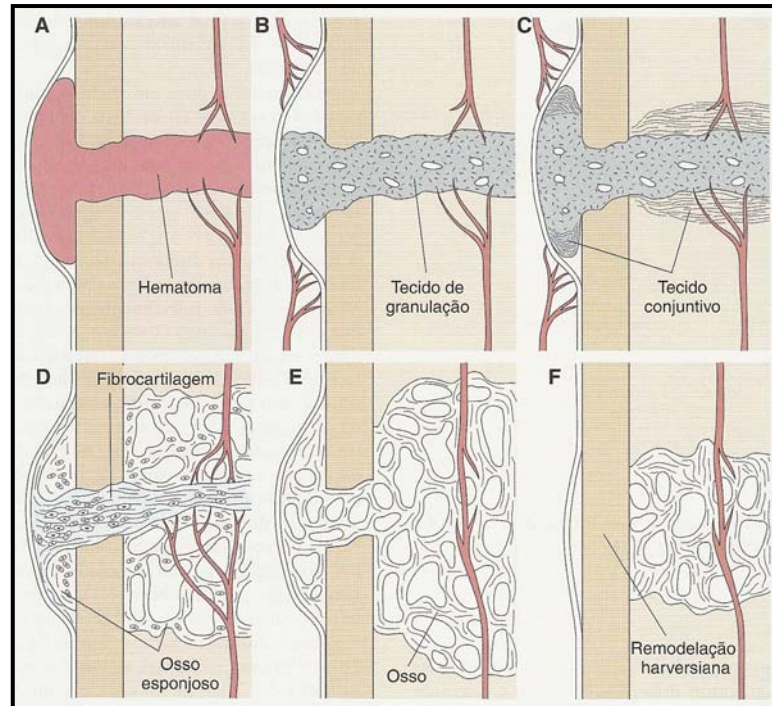 A
B
C
Hematoma
Tecido de
granulação
Tecido
conjuntivo
D
Fibrocartilagem
E
F
Osso
esponjoso
Osso
Remodelação
harversiana